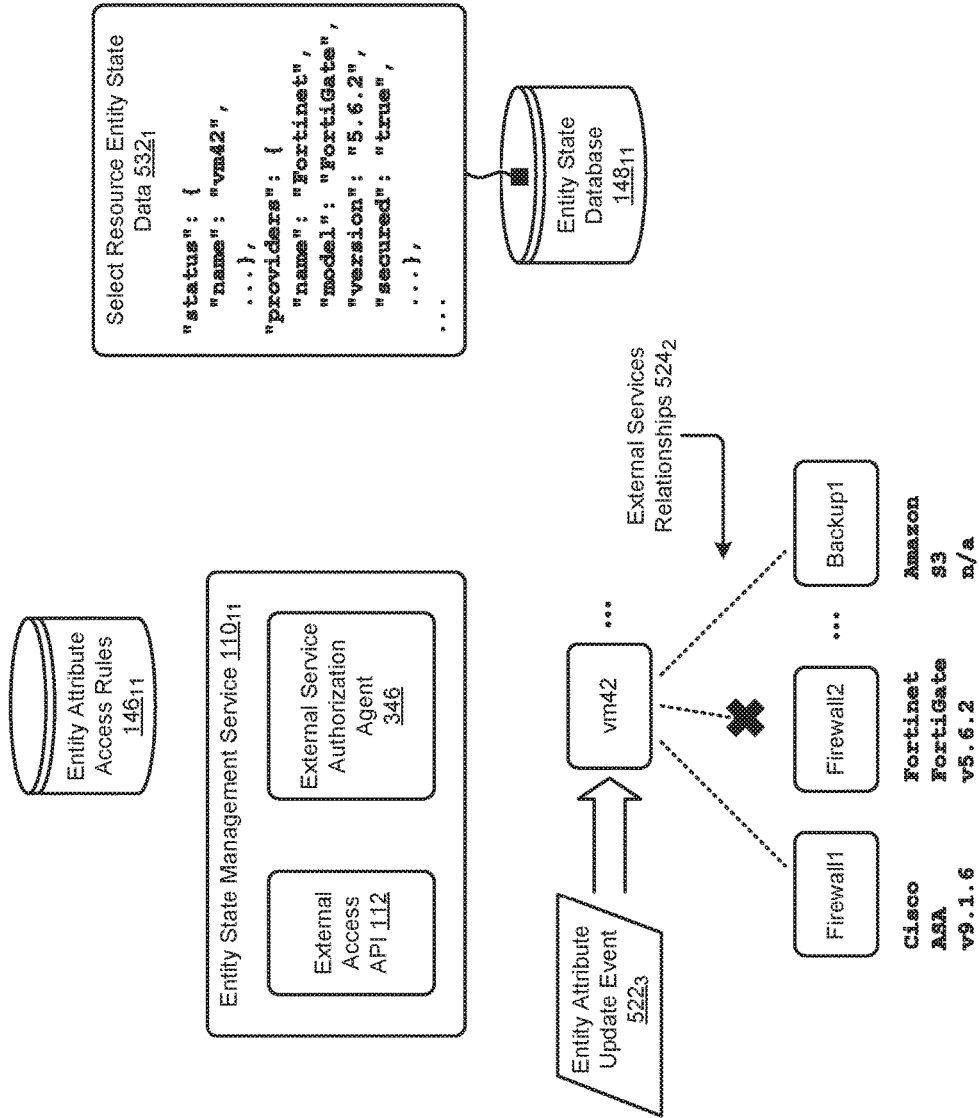 Entity Attribute
Access Rules
146₁₁
Entity State Management Service 110₁₁
External
Access
API 112
External Service
Authorization
Agent
346
Select Resource Entity State
Data 532₁
"status": {
"name": "vm42",
...},
"providers": {
"name": "Fortinet",
"model": "FortiGate",
"version": "5.6.2",
"secured": "true",
...},
...
Entity State
Database
148₁₁
Entity Attribute
Update Event
522₃
vm42
...
External Services
Relationships 524₂
Firewall1
Firewall2
...
Backup1
Cisco
ASA
v9.1.6
Fortinet
FortiGate
v5.6.2
Amazon
S3
n/a